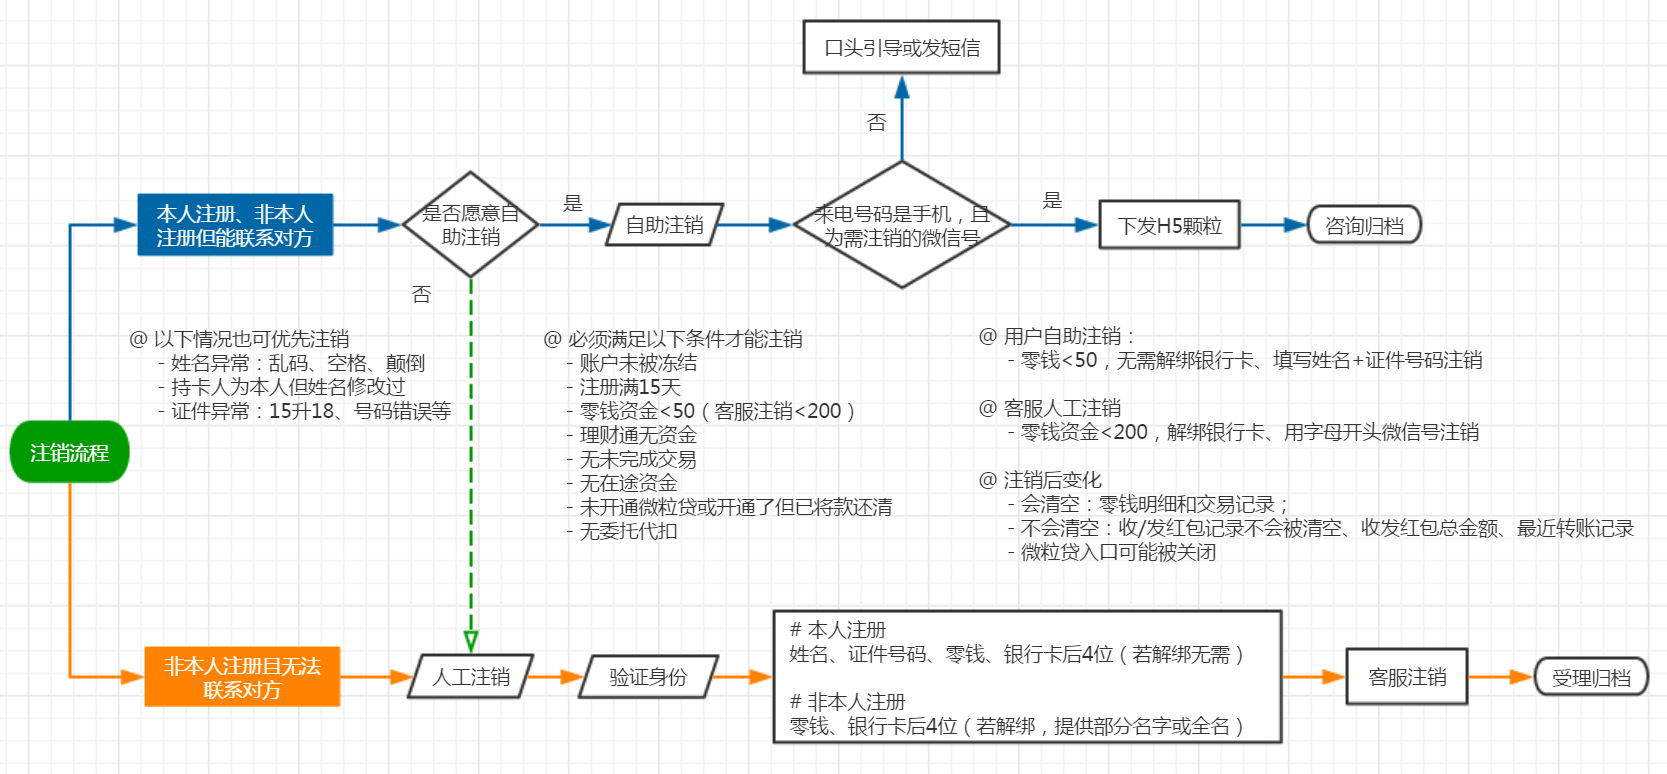 口头引导或发短信
否
本人注册、非本人
注册但能联系对方
是否愿意自
助注销
是
自助注销
来电号码是手机，且
为需注销的微信号
是
下发H5颗粒
咨询归档
否
@ 以下情况也可优先注销
- 姓名异常：乱码、空格、颠倒
- 持卡人为本人但姓名修改过
- 证件异常：15升18、号码错误等
@ 必须满足以下条件才能注销
- 账户未被冻结
- 注册满15天
- 零钱资金<50（客服注销<200）
- 理财通无资金
- 无未完成交易
- 无在途资金
- 未开通微粒贷或开通了但已将款还清
- 无委托代扣
@ 用户自助注销：
- 零钱<50，无需解绑银行卡、填写姓名+证件号码注销
@ 客服人工注销
- 零钱资金<200，解绑银行卡、用字母开头微信号注销
@ 注销后变化
- 会清空：零钱明细和交易记录；
- 不会清空：收/发红包记录不会被清空、收发红包总金额、最近转账记录
- 微粒贷入口可能被关闭
注销流程
非本人注册且无法
联系对方
人工注销
验证身份
# 本人注册
姓名、证件号码、零钱、银行卡后4位（若解绑无需）
# 非本人注册
零钱、银行卡后4位（若解绑，提供部分名字或全名）
客服注销
受理归档